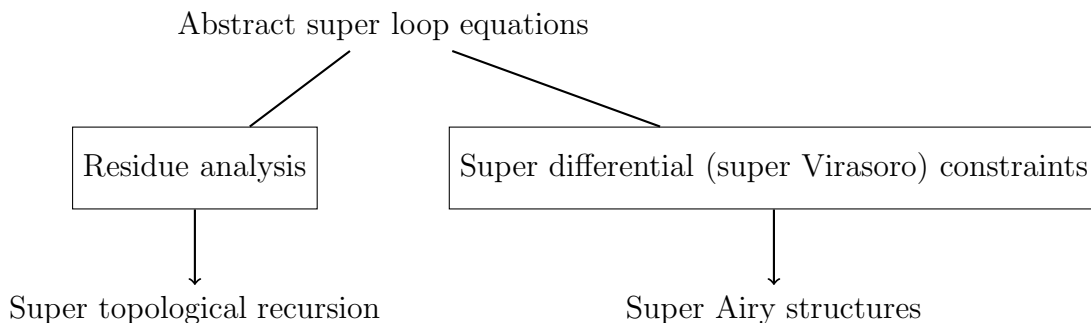 Abstract super loop equations
Residue analysis
Super differential (super Virasoro) constraints
Super topological recursion
Super Airy structures